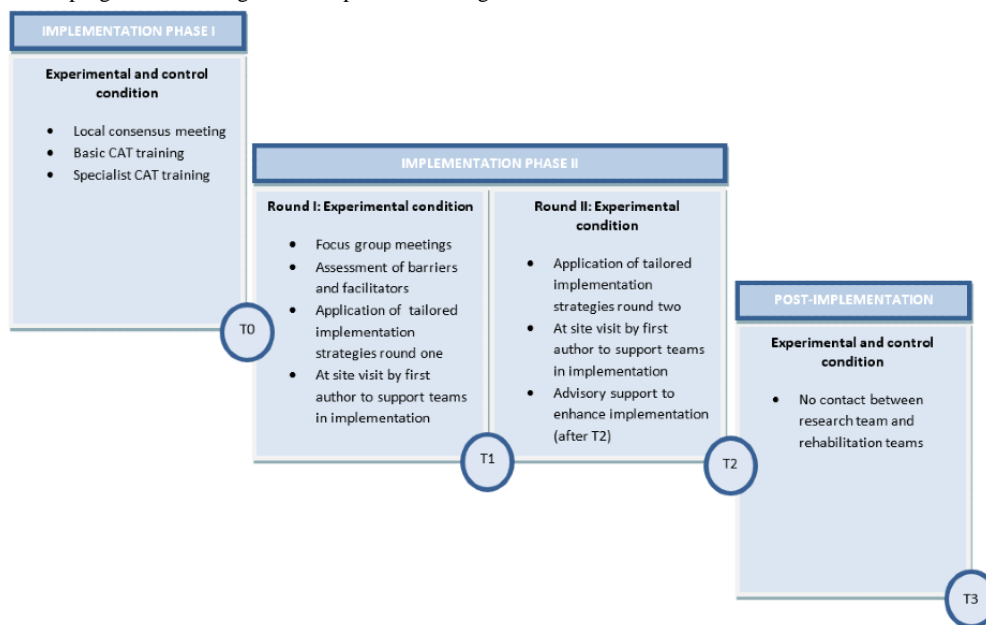 IMPLEMENTATION PHASE I
Experimental and control
condition
• Local consensus meeting
• Basic CAT training
• Specialist CAT training
T0
IMPLEMENTATION PHASE II
Round I: Experimental condition
• Focus group meetings
• Assessment of barriers
and facilitators
• Application of tailored
implementation
strategies round one
• At site visit by first
author to support teams
in implementation
T1
Round II: Experimental
condition
• Application of tailored
implementation
strategies round two
• At site visit by first
author to support teams
in implementation
• Advisory support to
enhance implementation
(after T2)
T2
POST-IMPLEMENTATION
Experimental and control
condition
• No contact between
research team and
rehabilitation teams
T3